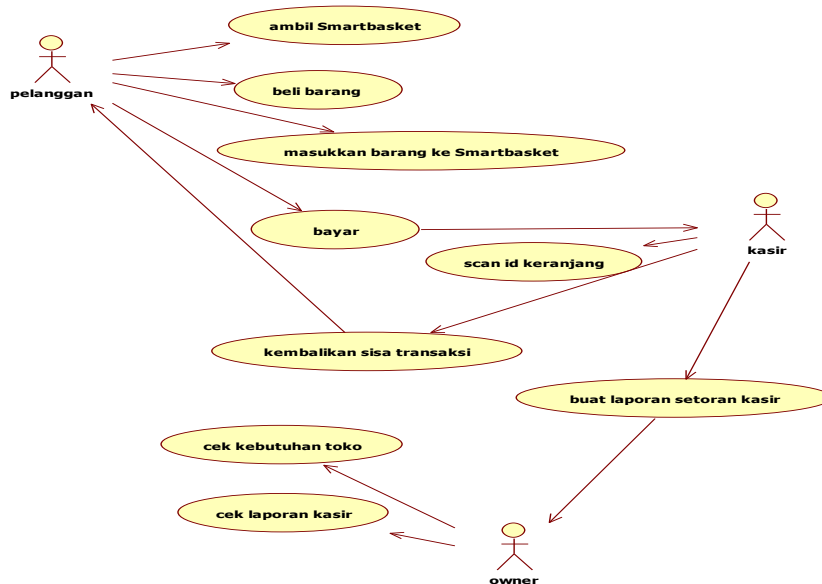 ambil Smartbasket
pelanggan
beli barang
masukkan barang ke Smartbasket
bayar
kasir
scan id keranjang
kembalikan sisa transaksi
buat laporan setoran kasir
cek kebutuhan toko
cek laporan kasir
owner